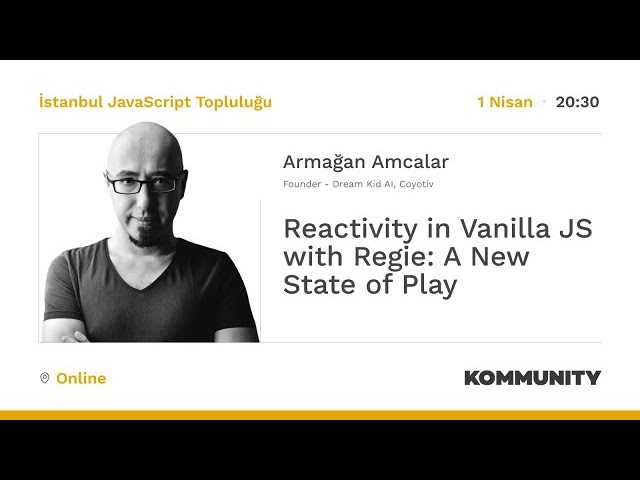 İstanbul JavaScript Topluluğu
1 Nisan · 20:30
Armağan Amcalar
Founder - Dream Kid AI, Coyotiv
Reactivity in Vanilla JS
with Regie: A New
State of Play
Online
KOMMUNITY